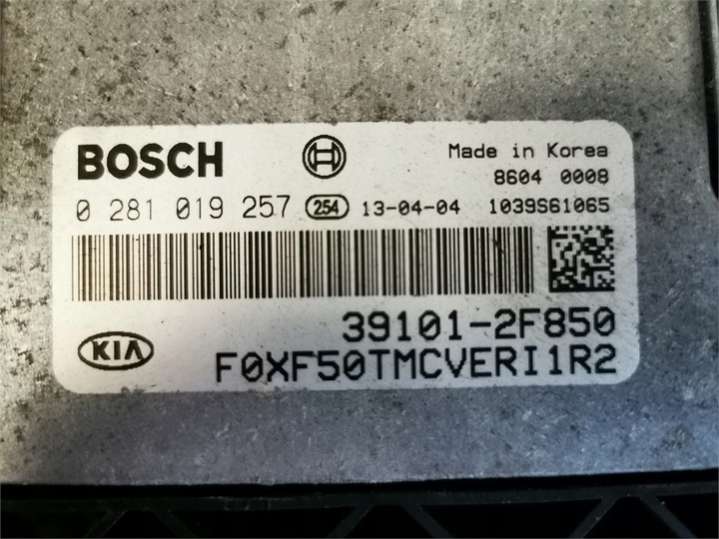 BOSCH Made in Korea
8604 0008
0 281 019 257 254 13-04-04 1039S61065
39101-2F850
KIA F0XF50TMCVERI1R2